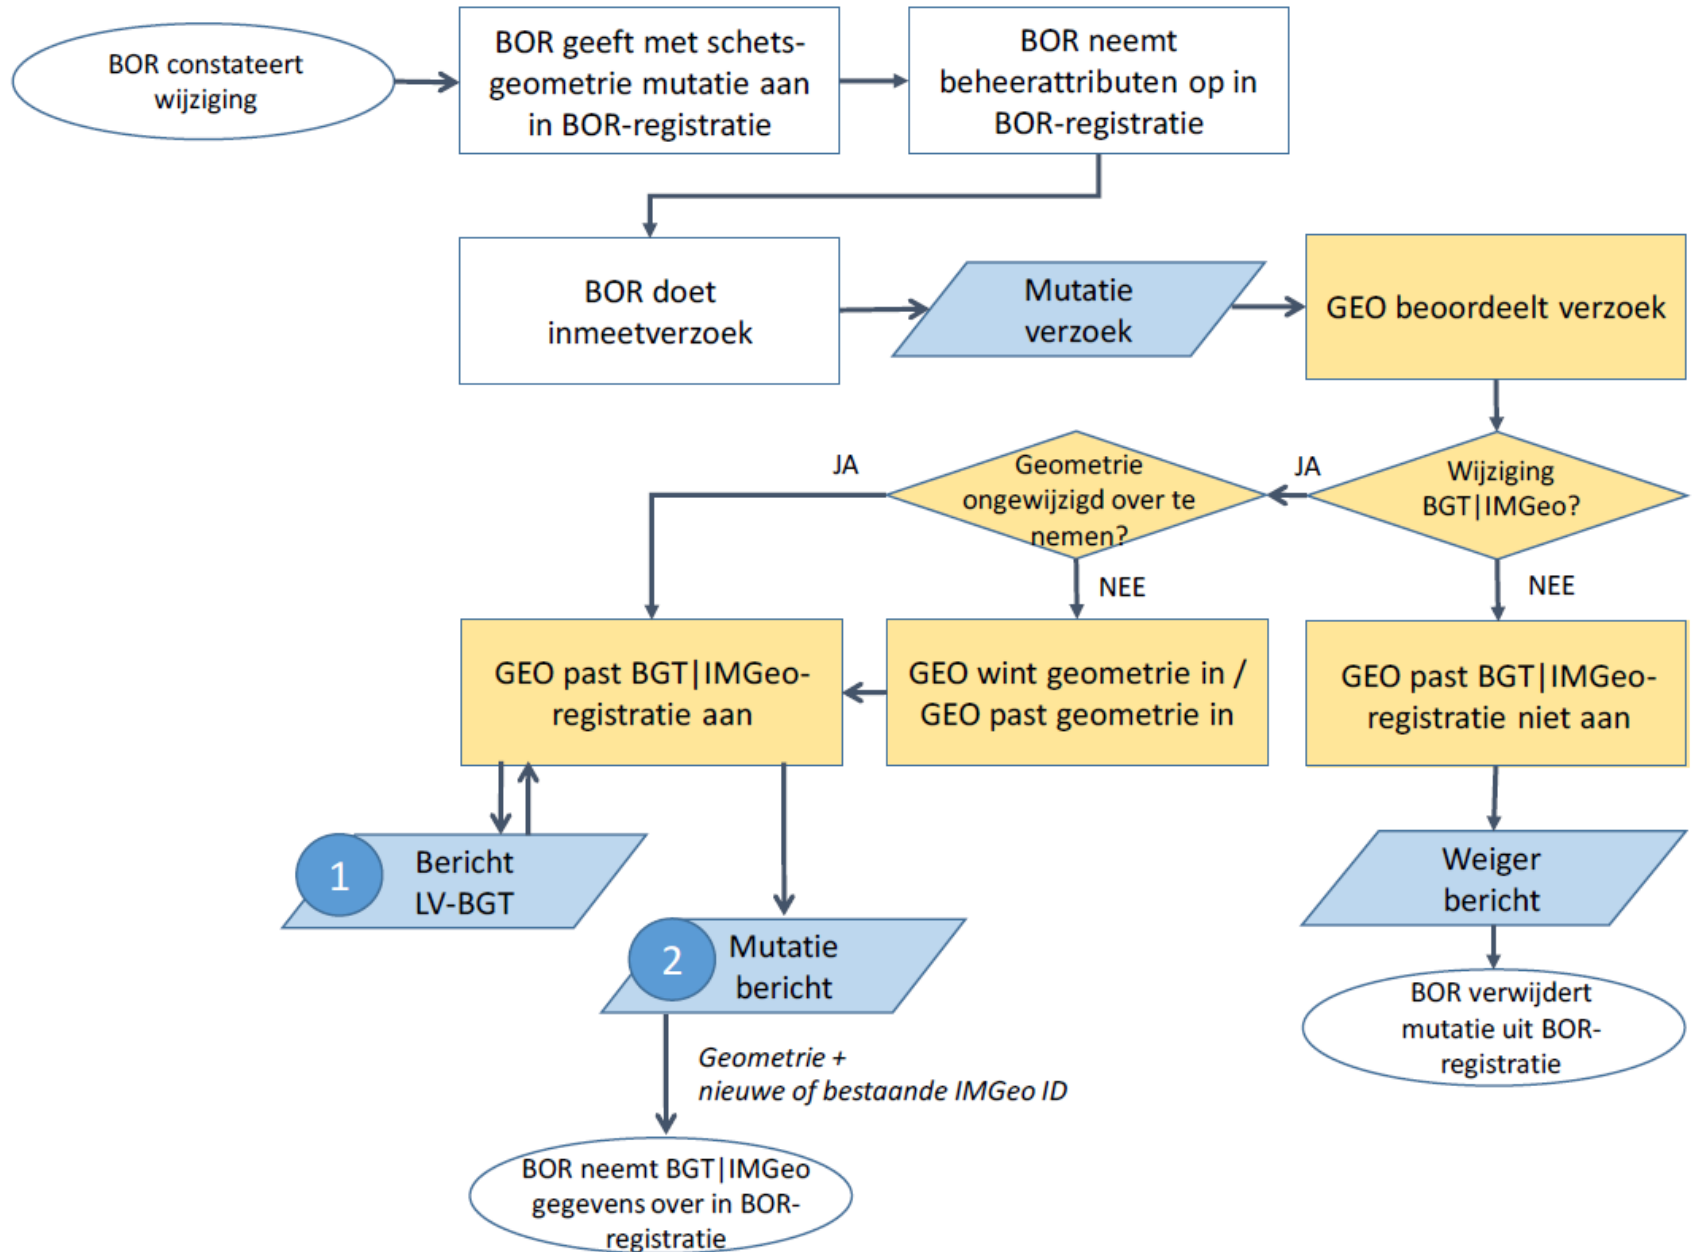 BOR constateert
wijziging
BOR geeft met schets-
geometrie mutatie aan
in BOR-registratie
BOR neemt
beheerattributen op in
BOR-registratie
BOR doet
inmeetverzoek
Mutatie
verzoek
GEO beoordeelt verzoek
Wijziging
BGT|IMGeo?
JA
Geometrie
ongewijzigd over te
nemen?
JA
NEE
NEE
GEO past BGT|IMGeo-
registratie aan
GEO wint geometrie in /
GEO past geometrie in
GEO past BGT|IMGeo-
registratie niet aan
1
Bericht
LV-BGT
2
Mutatie
bericht
Weiger
bericht
Geometrie +
nieuwe of bestaande IMGeo ID
BOR verwijdert
mutatie uit BOR-
registratie
BOR neemt BGT|IMGeo
gegevens over in BOR-
registratie